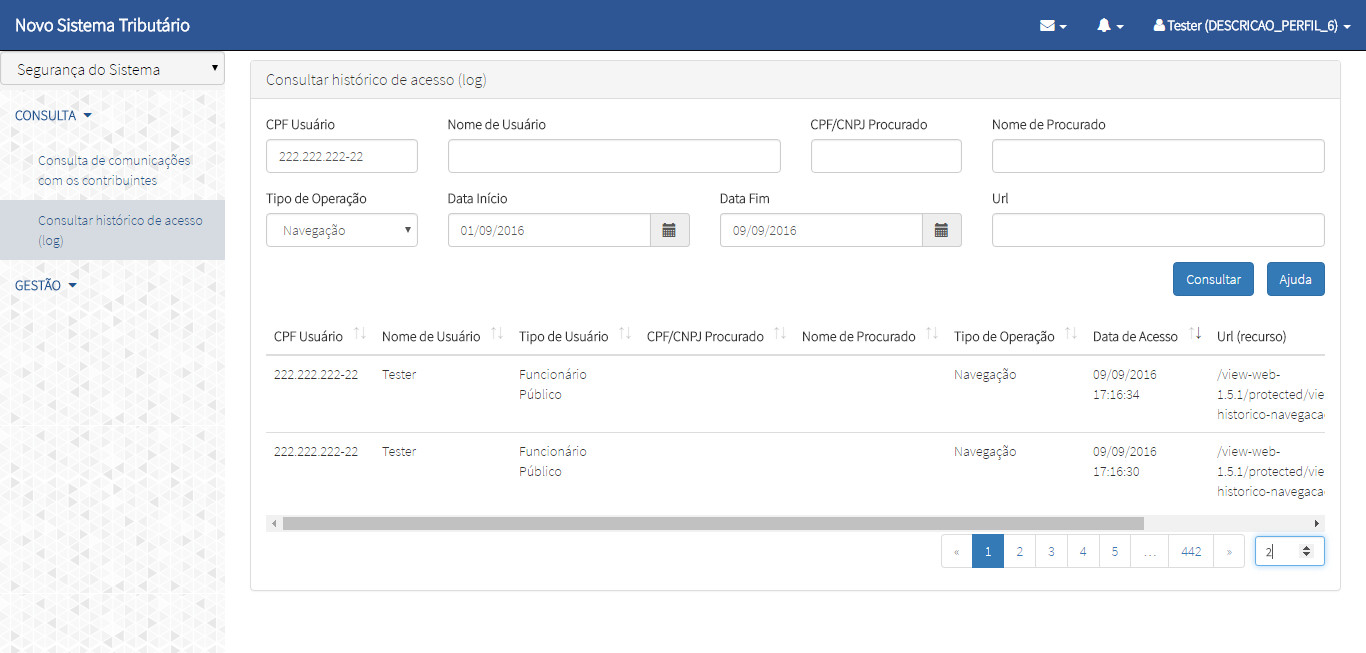 Novo Sistema Tributário
Tester (DESCRICAO_PERFIL_6)
Segurança do Sistema
CONSULTA
Consulta de comunicações
com os contribuintes
Consultar histórico de acesso
(log)
GESTÃO
Consultar histórico de acesso (log)
CPF Usuário Nome de Usuário CPF/CNPJ Procurado Nome de Procurado
222.222.222-22
Tipo de Operação Data Início Data Fim Url
Navegação 01/09/2016 09/09/2016
Consultar Ajuda
CPF Usuário Nome de Usuário Tipo de Usuário CPF/CNPJ Procurado Nome de Procurado Tipo de Operação Data de Acesso Url (recurso)
222.222.222-22 Tester Funcionário Navegação 09/09/2016 /view-web-
Público 17:16:34 1.5.1/protected/vie
historico-navegaca
222.222.222-22 Tester Funcionário Navegação 09/09/2016 /view-web-
Público 17:16:30 1.5.1/protected/vie
historico-navegaca
« 1 2 3 4 5 ... 442 » 2